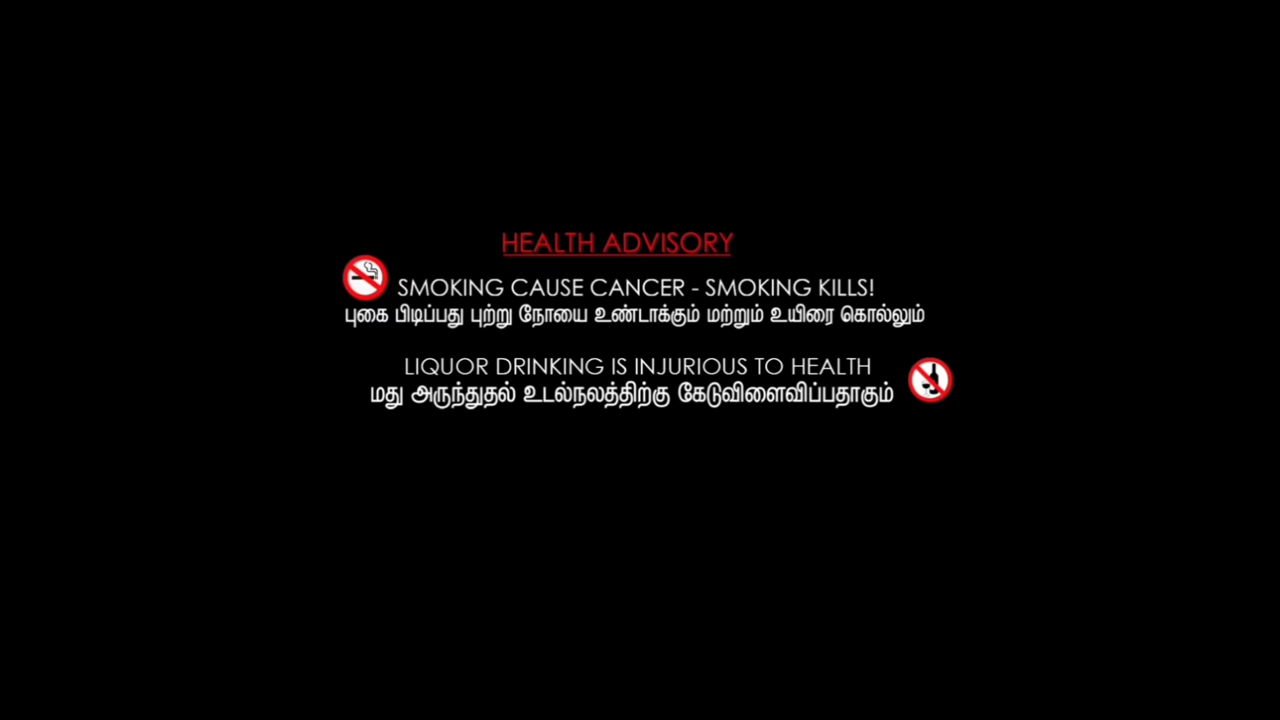 HEALTH ADVISORY
SMOKING CAUSE CANCER - SMOKING KILLS!
புகை பிடிப்பது புற்று நோயை உண்டாக்கும் மற்றும் உயிரை கொல்லும்
LIQUOR DRINKING IS INJURIOUS TO HEALTH
மது அருந்துதல் உடல்நலத்திற்கு கேடுவிளைவிப்பதாகும்